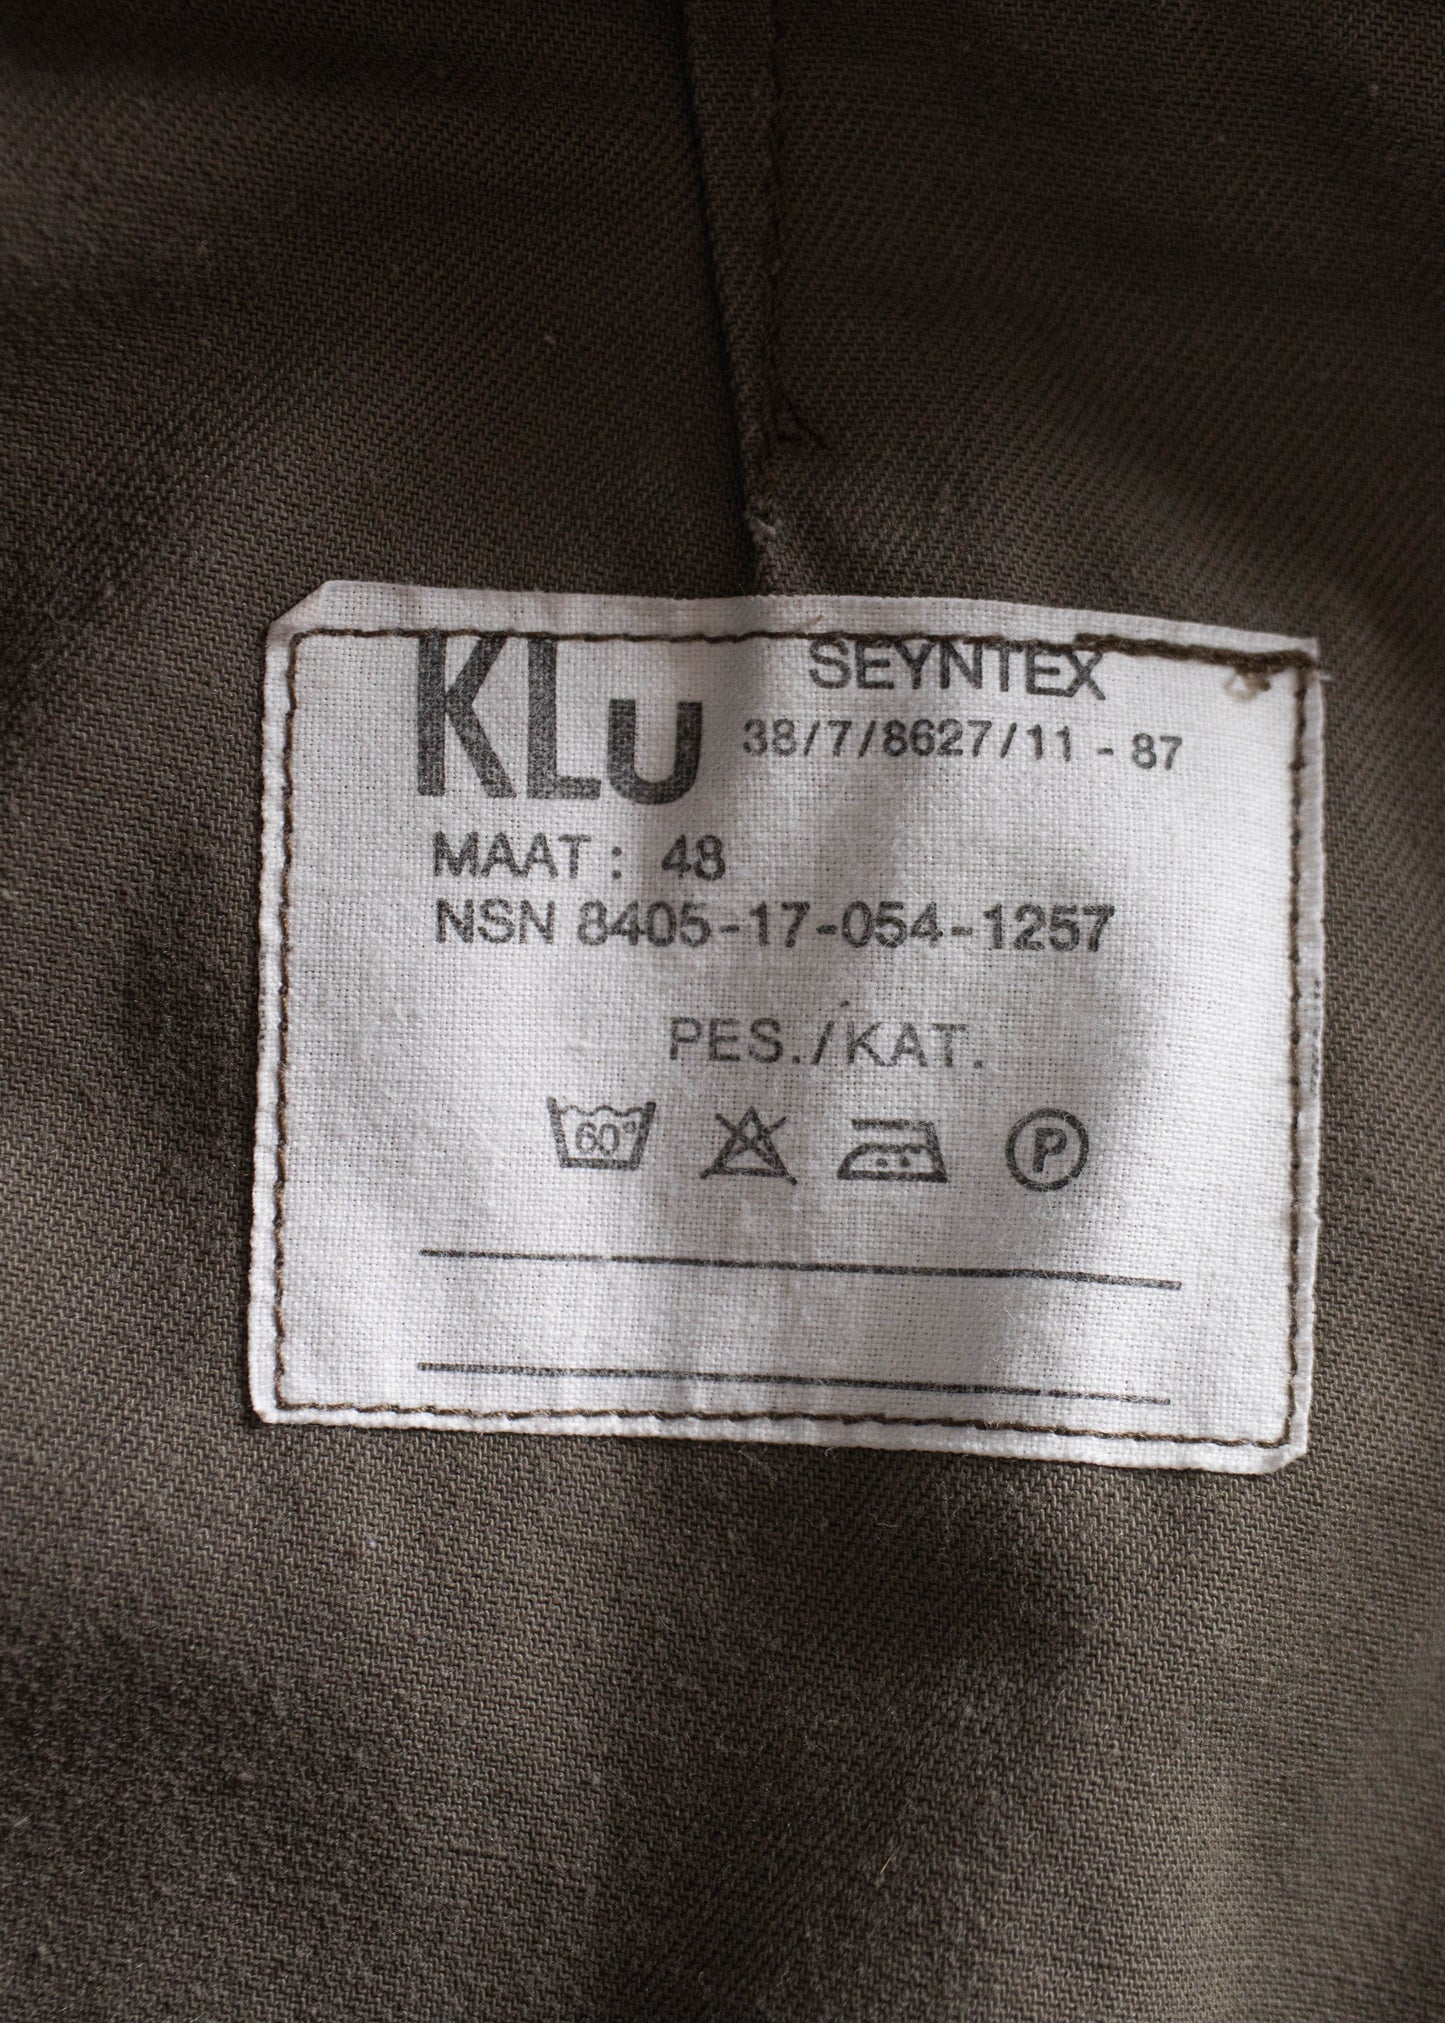 KLu
SEYNTEX
38/7/8627/11 - 87
MAAT : 48
NSN 8405-17-054-1257
PES./KAT.
60°
P